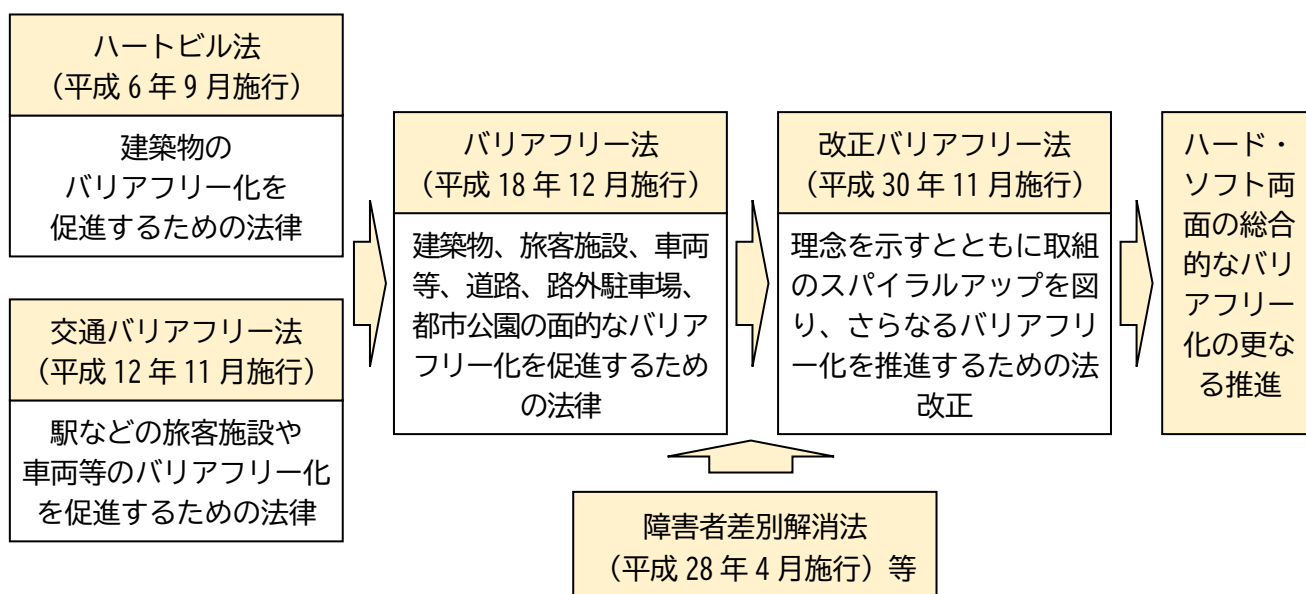 ハートビル法
（平成 6 年 9 月施行）
建築物の
バリアフリー化を
促進するための法律
交通バリアフリー法
（平成 12 年 11 月施行）
駅などの旅客施設や
車両等のバリアフリー化
を促進するための法律
バリアフリー法
（平成 18 年 12 月施行）
建築物、旅客施設、車両
等、道路、路外駐車場、
都市公園の面的なバリア
フリー化を促進するため
の法律
改正バリアフリー法
（平成 30 年 11 月施行）
理念を示すとともに取組
のスパイラルアップを図
り、さらなるバリアフリ
ー化を推進するための法
改正
障害者差別解消法
（平成 28 年 4 月施行）等
ハード・
ソフト両
面の総合
的なバリ
アフリー
化の更な
る推進